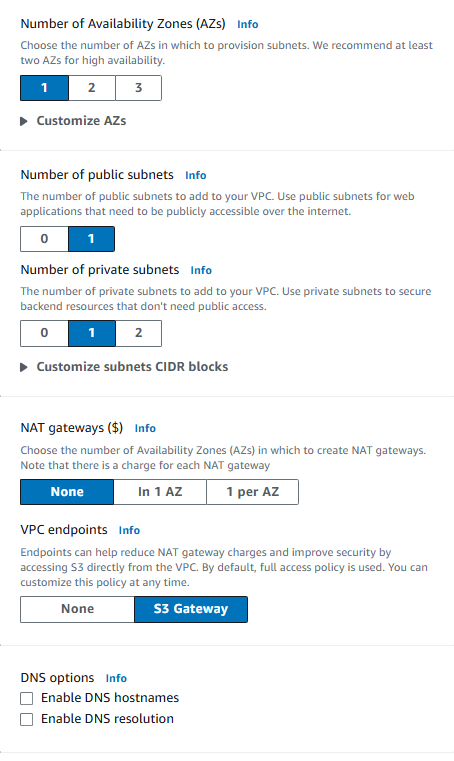 Number of Availability Zones (AZs) Info
Choose the number of AZs in which to provision subnets. We recommend at least
two AZs for high availability.
1 2 3
Customize AZs
Number of public subnets Info
The number of public subnets to add to your VPC. Use public subnets for web
applications that need to be publicly accessible over the internet.
0 1
Number of private subnets Info
The number of private subnets to add to your VPC. Use private subnets to secure
backend resources that don't need public access.
0 1 2
Customize subnets CIDR blocks
NAT gateways ($) Info
Choose the number of Availability Zones (AZs) in which to create NAT gateways.
Note that there is a charge for each NAT gateway
None In 1 AZ 1 per AZ
VPC endpoints Info
Endpoints can help reduce NAT gateway charges and improve security by
accessing S3 directly from the VPC. By default, full access policy is used. You can
customize this policy at any time.
None S3 Gateway
DNS options Info
Enable DNS hostnames
Enable DNS resolution